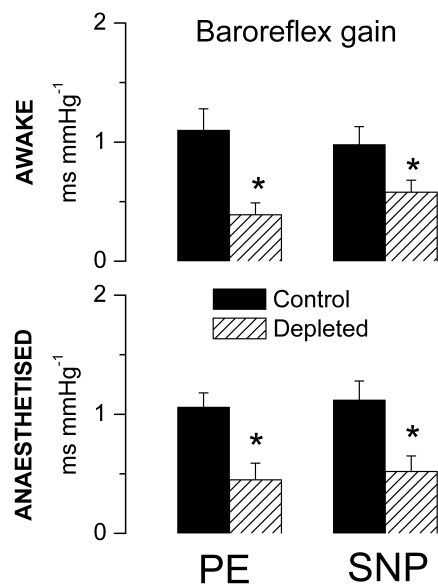 Baroreflex gain
AWAKE
ms mmHg⁻¹
2
1
0
*
*
ANAESTHETISED
ms mmHg⁻¹
2
1
0
Control
Depleted
*
*
PE
SNP